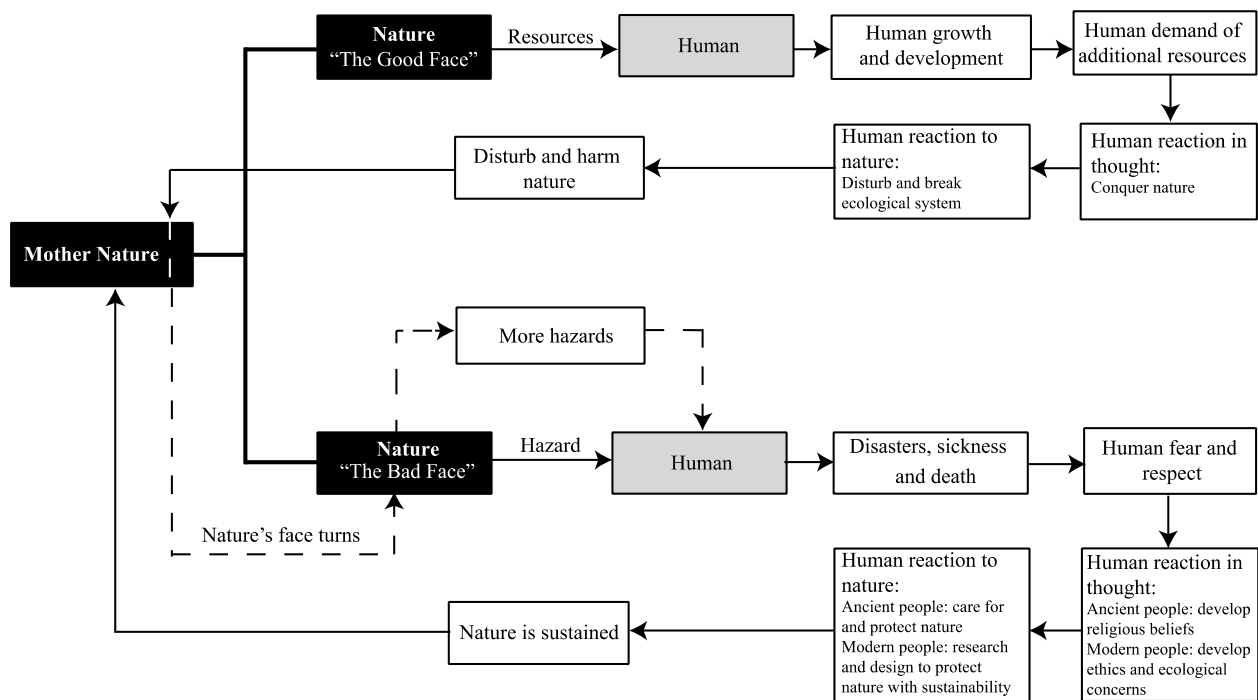 Nature
“The Good Face”
Resources
Human
Human growth
and development
Human demand of
additional resources
Disturb and harm
nature
Human reaction to
nature:
Disturb and break
ecological system
Human reaction in
thought:
Conquer nature
Mother Nature
More hazards
Nature
“The Bad Face”
Hazard
Human
Disasters, sickness
and death
Human fear and
respect
Nature’s face turns
Nature is sustained
Human reaction to
nature:
Ancient people: care for
and protect nature
Modern people: research
and design to protect
nature with sustainability
Human reaction in
thought:
Ancient people: develop
religious beliefs
Modern people: develop
ethics and ecological
concerns